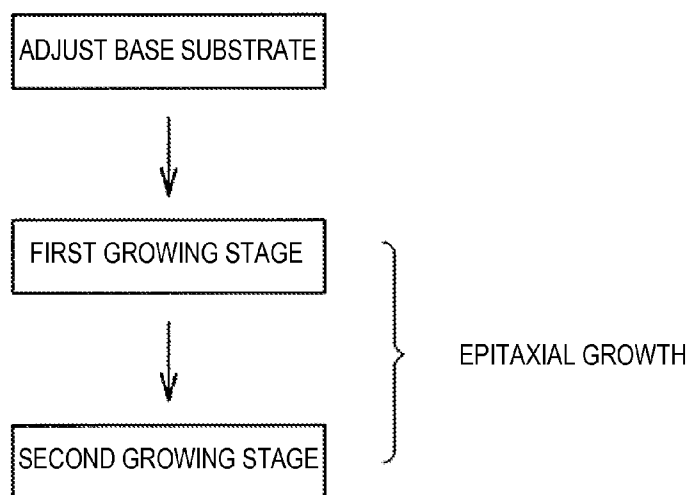 ADJUST BASE SUBSTRATE
FIRST GROWING STAGE
EPITAXIAL GROWTH
SECOND GROWING STAGE